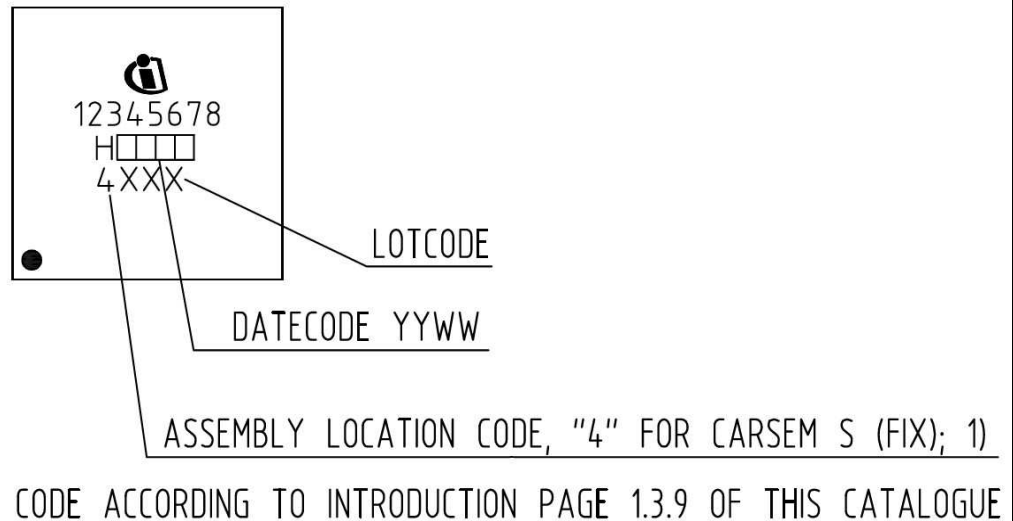 12345678
H□□□□
4XXX
LOTCODE
DATECODE YYWW
ASSEMBLY LOCATION CODE, "4" FOR CARSEM S (FIX); 1)
CODE ACCORDING TO INTRODUCTION PAGE 1.3.9 OF THIS CATALOGUE